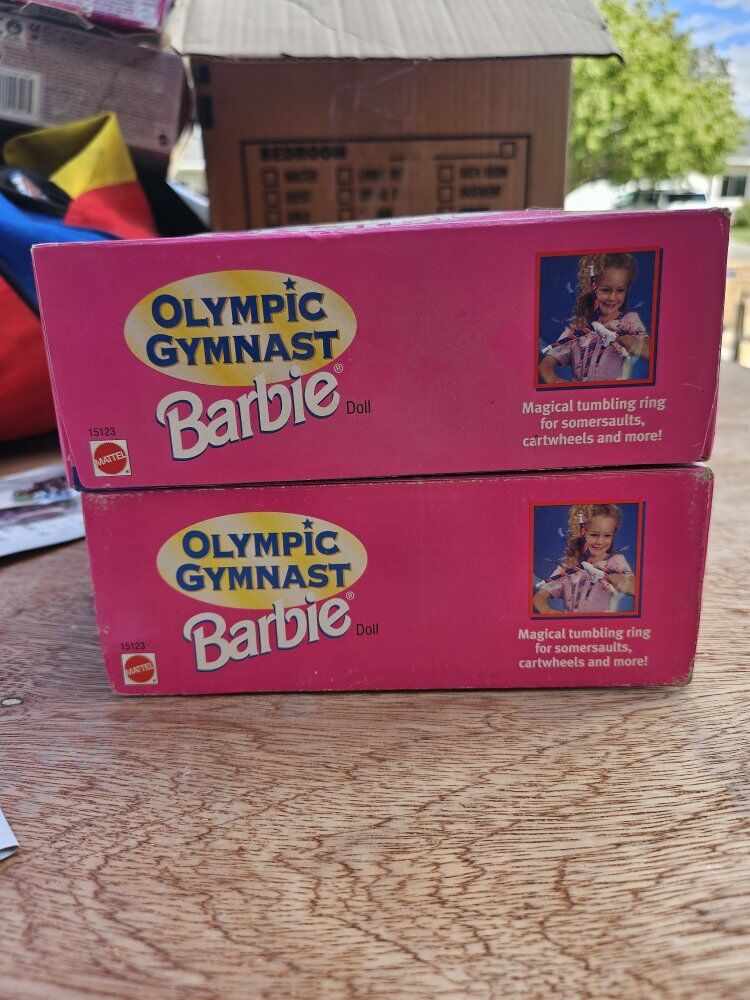 BEDROOM
OLYMPIC
GYMNAST
Barbie® Doll
15123
MATTEL
Magical tumbling ring
for somersaults,
cartwheels and more!
OLYMPIC
GYMNAST
Barbie® Doll
15123
MATTEL
Magical tumbling ring
for somersaults,
cartwheels and more!